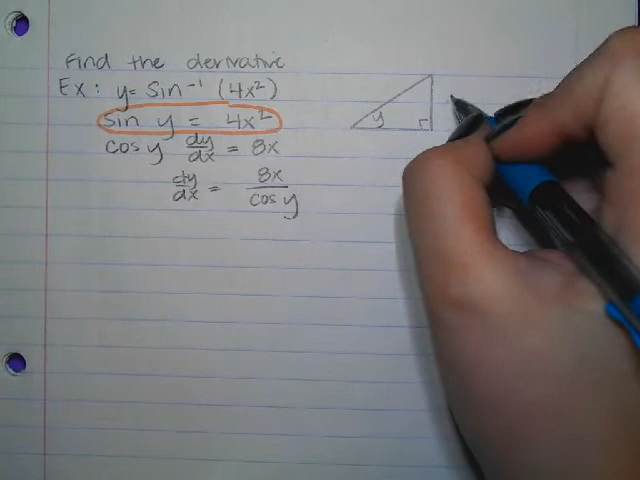 Find the derivative
Ex: y= Sin⁻¹ (4x²)
sin y = 4x²
cos y dy/dx = 8x
dy/dx = 8x/cos y
y